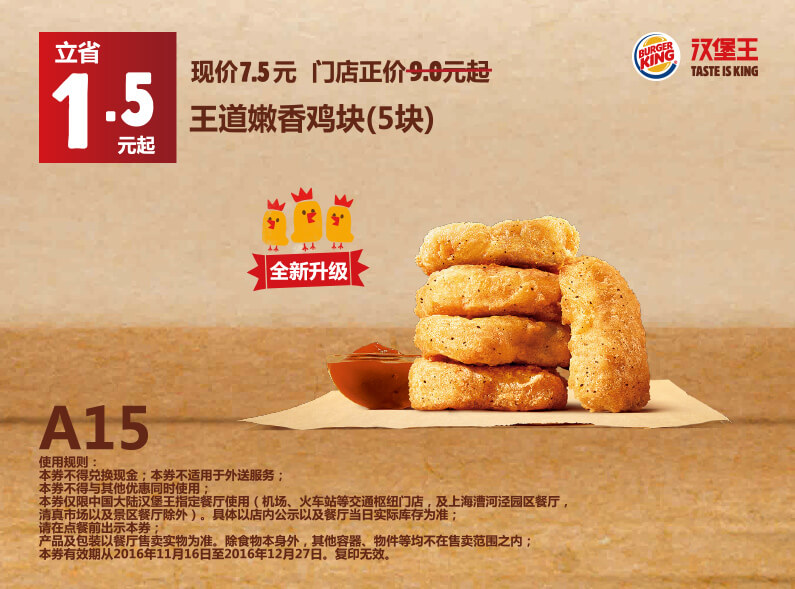 立省
1.5
元起
现价7.5元 门店正价9.0元起
王道嫩香鸡块(5块)
BURGER KING
汉堡王
TASTE IS KING
全新升级
A15
使用规则：
本券不得兑换现金；本券不适用于外送服务；
本券不得与其他优惠同时使用；
本券仅限中国大陆汉堡王指定餐厅使用（机场、火车站等交通枢纽门店，及上海漕河泾园区餐厅，
清真市场以及景区餐厅除外）。具体以店内公示以及餐厅当日实际库存为准；
请在点餐前出示本券；
产品及包装以餐厅售卖实物为准。除食物本身外，其他容器、物件等均不在售卖范围之内；
本券有效期从2016年11月16日至2016年12月27日。复印无效。